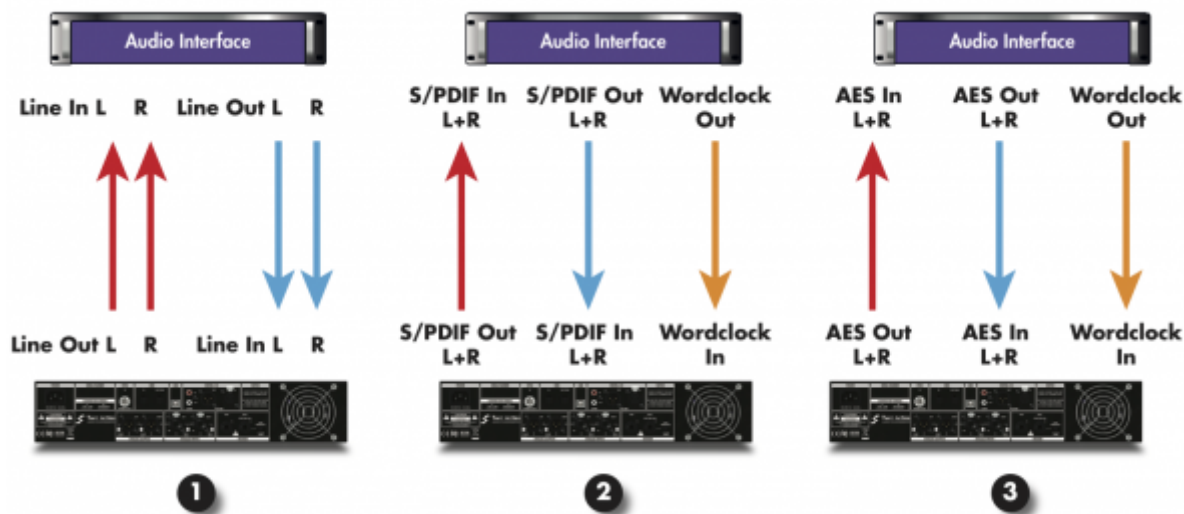 Audio Interface
Line In L R Line Out L R
Line Out L R Line In L R
1
Audio Interface
S/PDIF In S/PDIF Out Wordclock
L+R L+R Out
S/PDIF Out S/PDIF In Wordclock
L+R L+R In
2
Audio Interface
AES In AES Out Wordclock
L+R L+R Out
AES Out AES In Wordclock
L+R L+R In
3